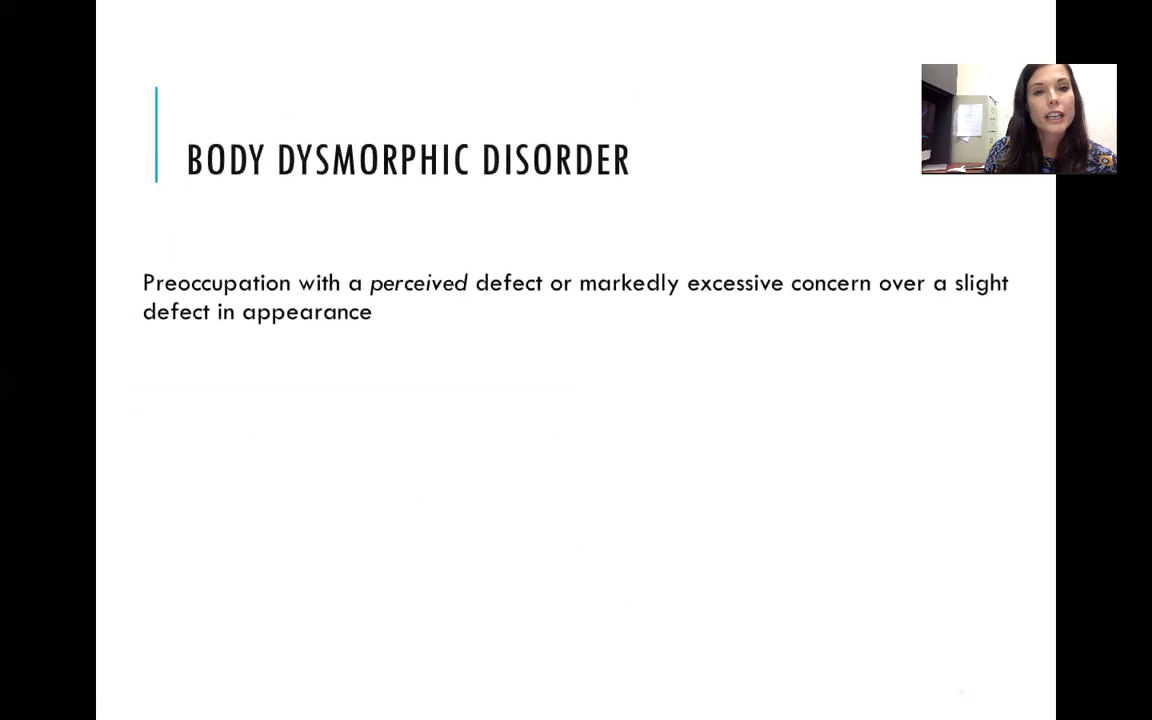 BODY DYSMORPHIC DISORDER
Preoccupation with a perceived defect or markedly excessive concern over a slight
defect in appearance